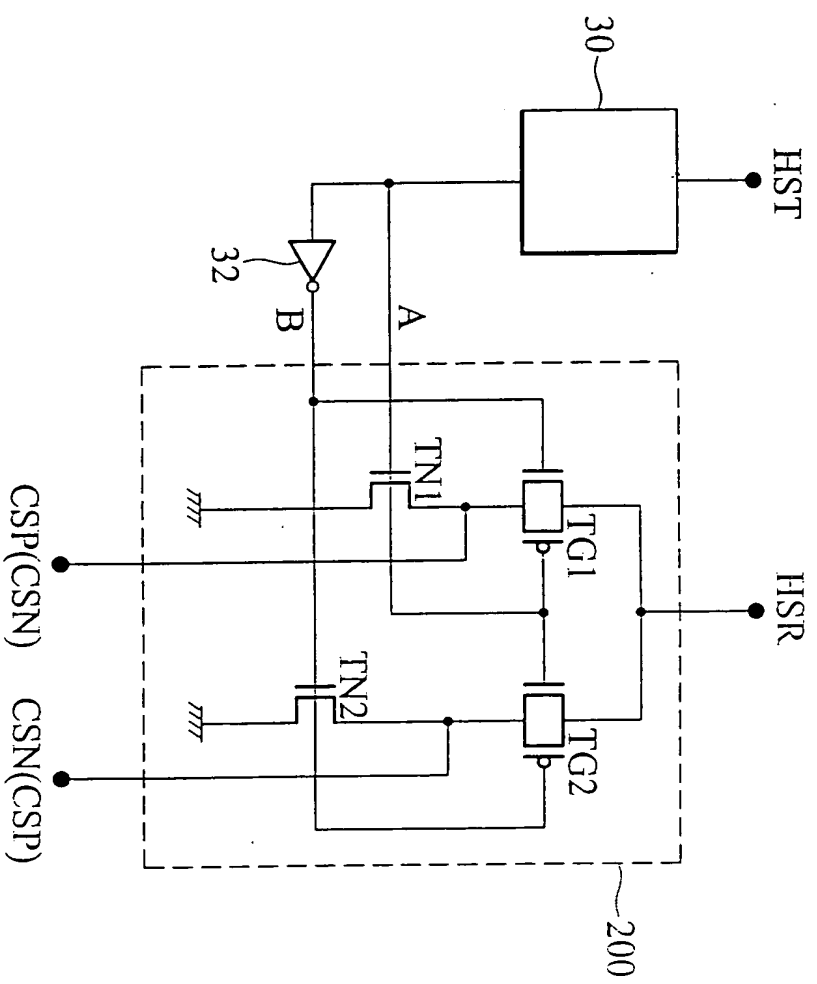 HST
30
32
A
B
HSR
TG1
TG2
TN1
TN2
200
CSP(CSN)
CSN(CSP)